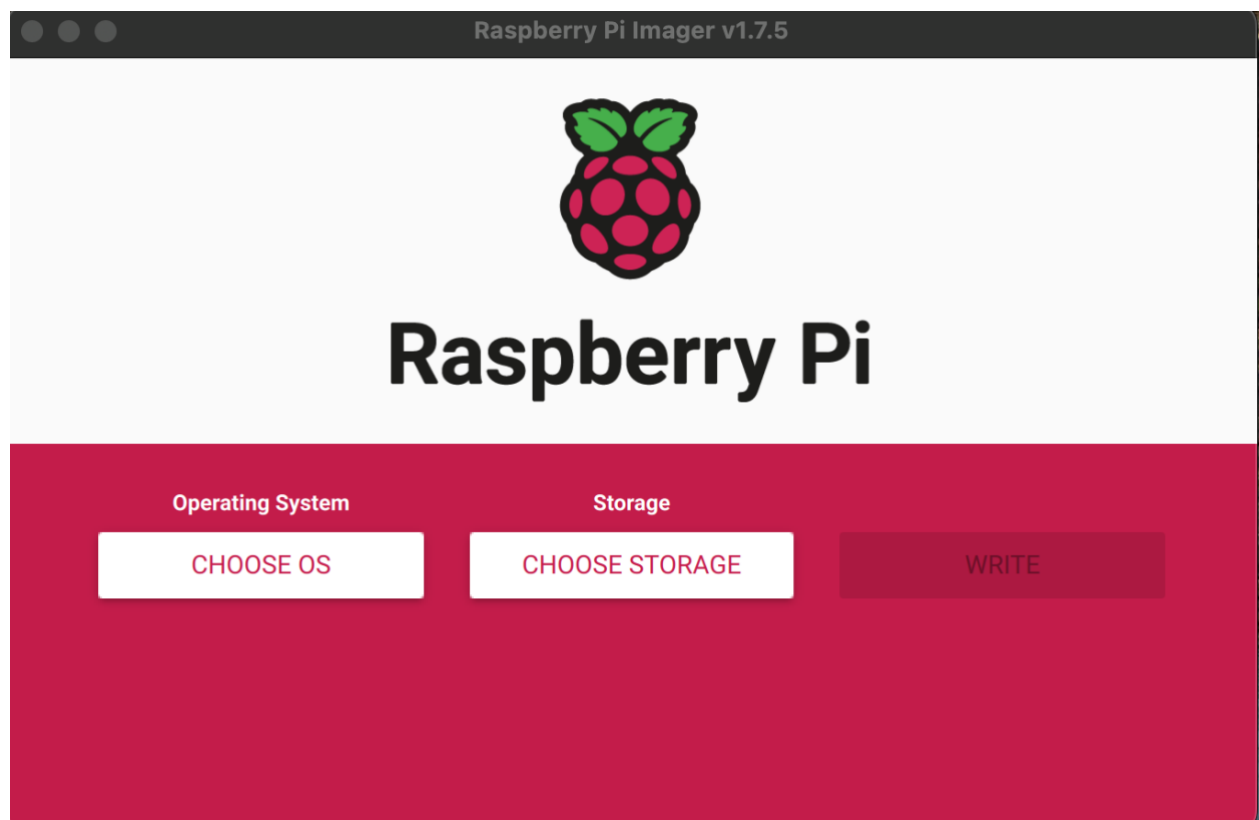 Raspberry Pi Imager v1.7.5
Raspberry Pi
Operating System
Storage
CHOOSE OS
CHOOSE STORAGE
WRITE